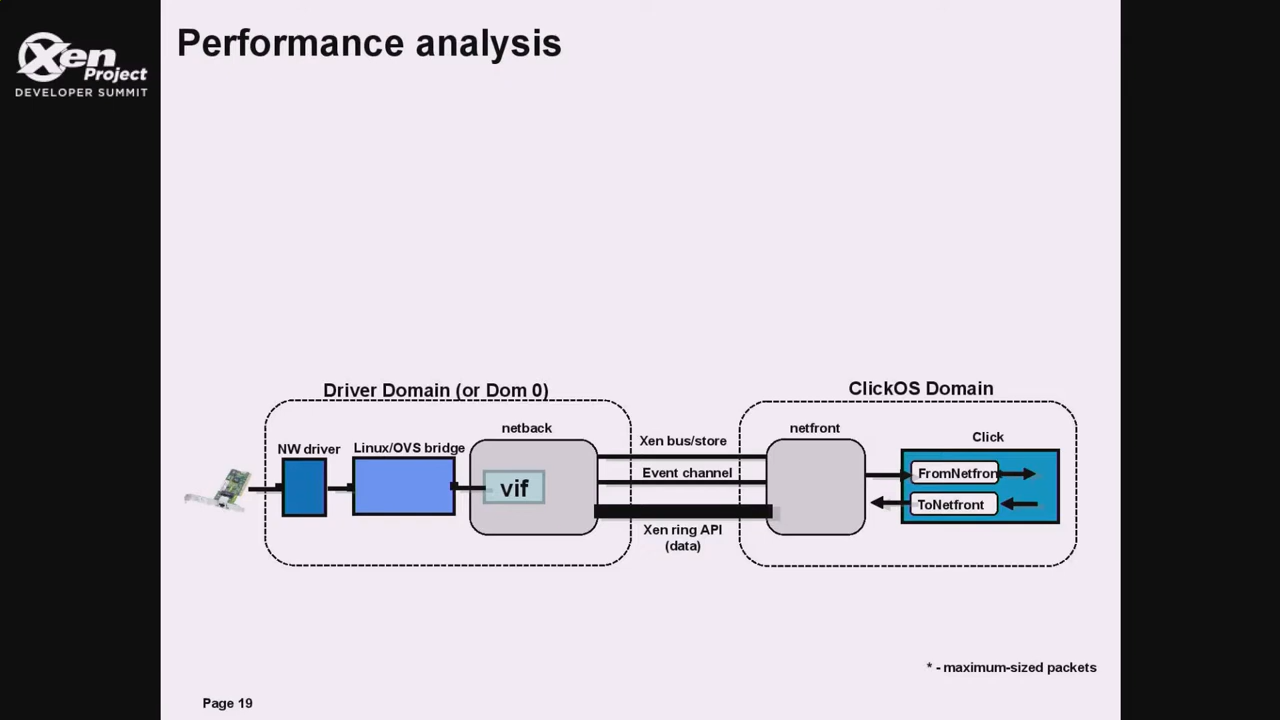 Xen
Project
DEVELOPER SUMMIT
Performance analysis
Driver Domain (or Dom 0)
ClickOS Domain
netback
netfront
NW driver
Linux/OVS bridge
Xen bus/store
Click
vif
Event channel
FromNetfron
ToNetfront
Xen ring API
(data)
* - maximum-sized packets
Page 19